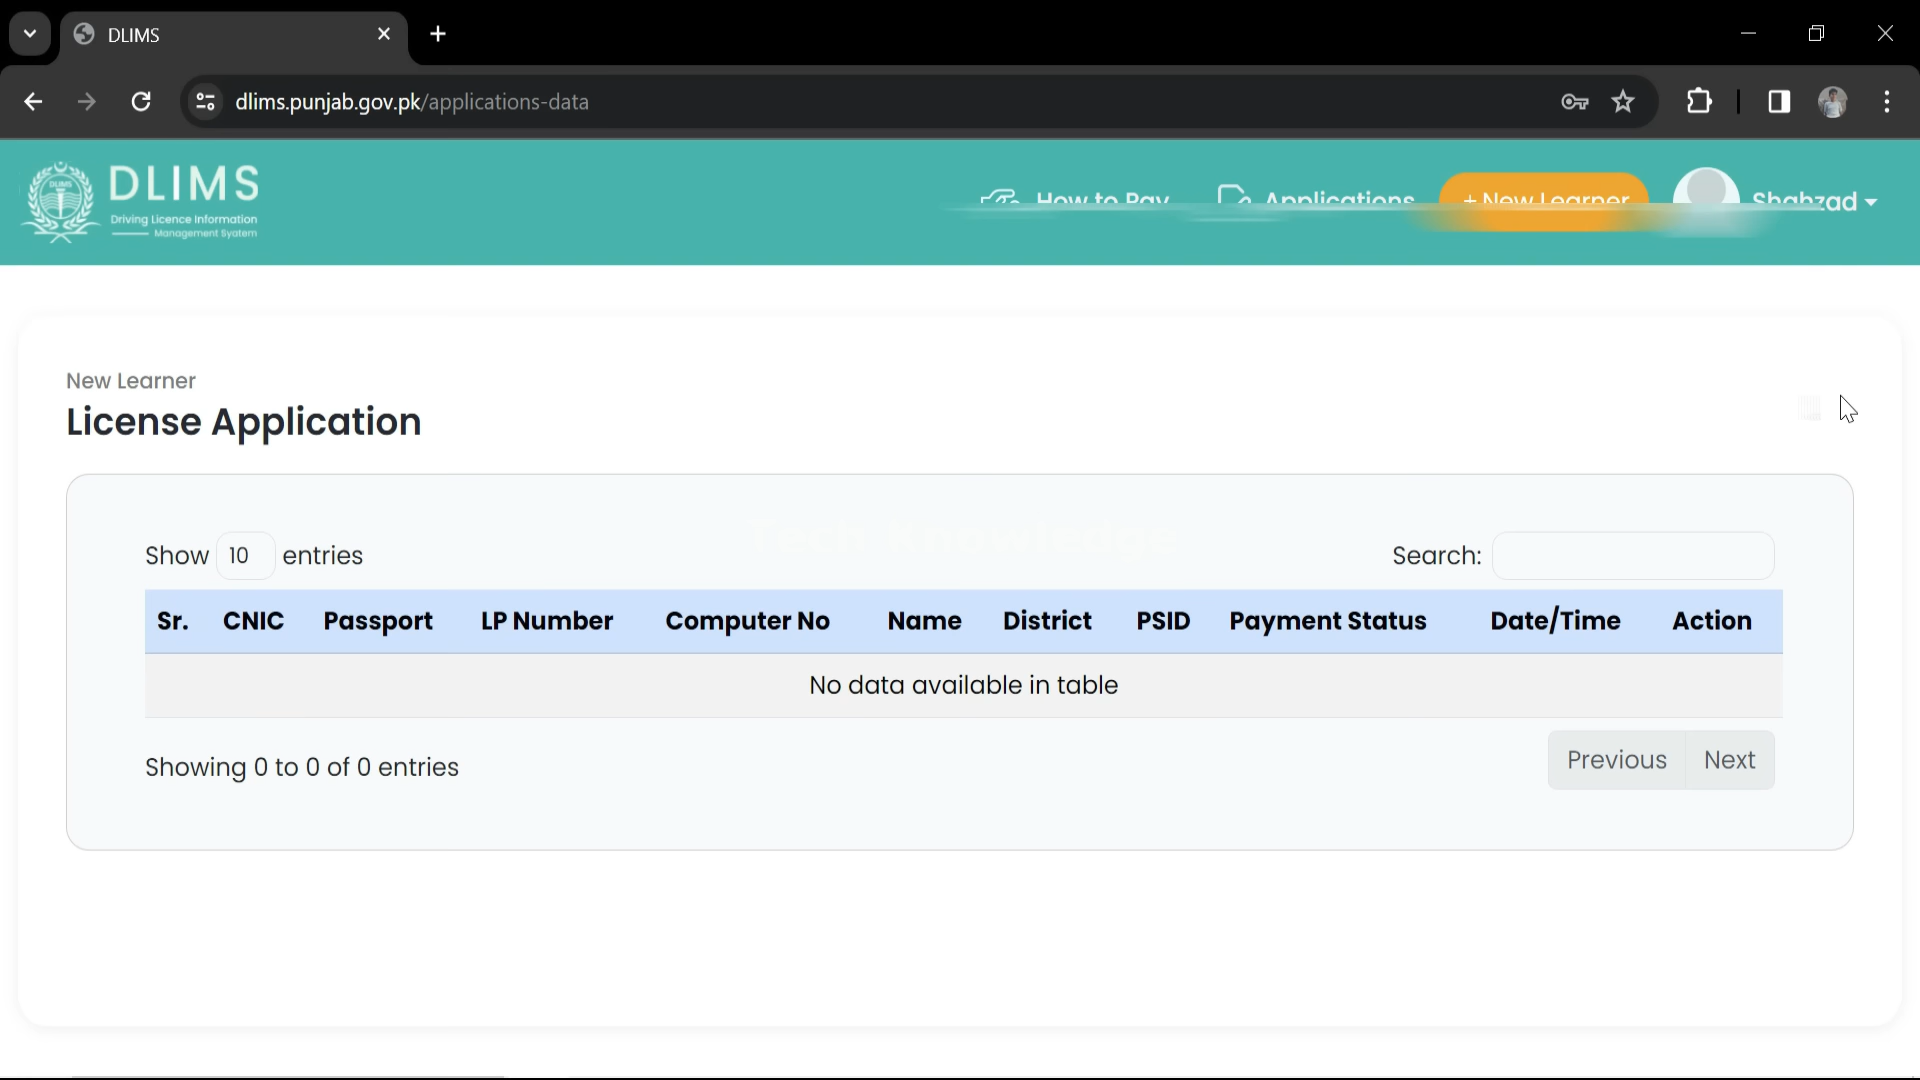 DLIMS
dlims.punjab.gov.pk/applications-data
DLIMS
DLIMS
Driving Licence Information
Management System
How to Pay
Applications
+ New Learner
Shahzad
New Learner
License Application
Tech Knowledge
Show 10 entries
Search:
Sr. CNIC Passport LP Number Computer No Name District PSID Payment Status Date/Time Action
No data available in table
Showing 0 to 0 of 0 entries
Previous Next